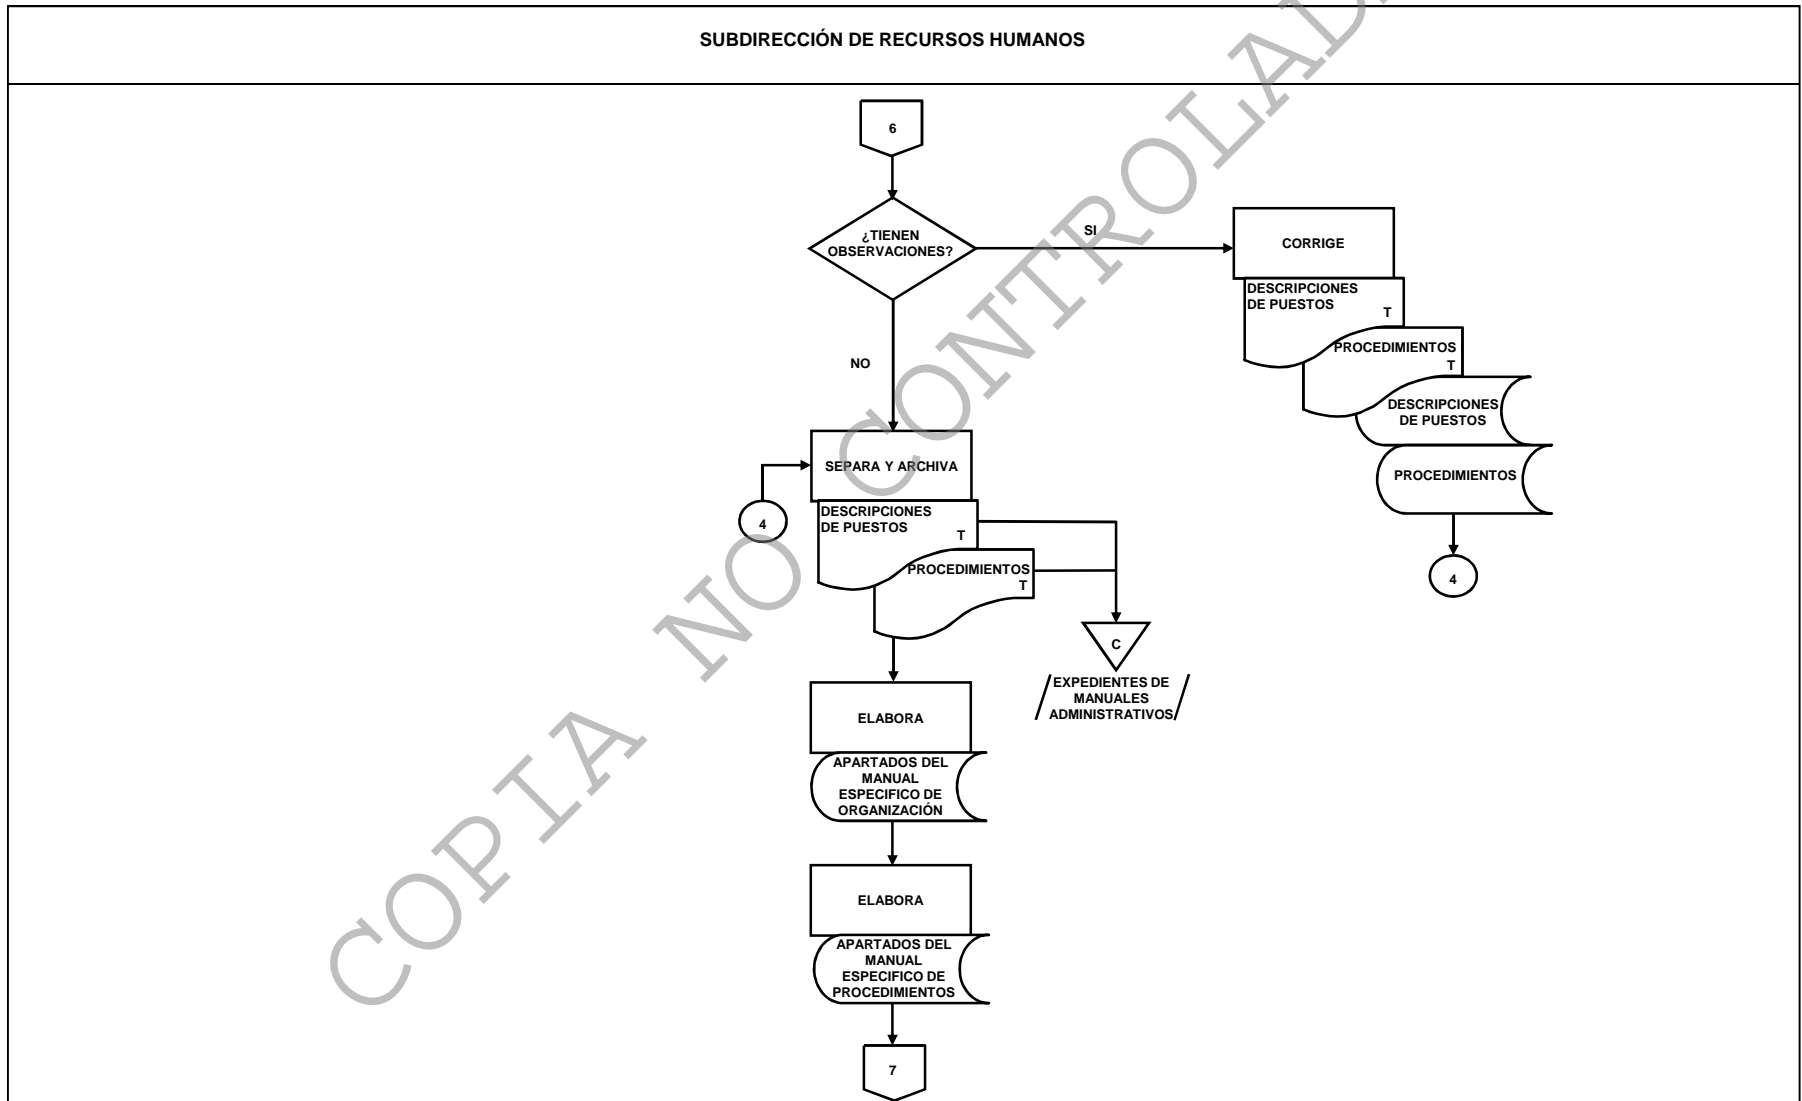 SUBDIRECCIÓN DE RECURSOS HUMANOS
6
¿TIENEN
OBSERVACIONES?
SI
CORRIGE
DESCRIPCIONES
DE PUESTOS
T
PROCEDIMIENTOS
T
DESCRIPCIONES
DE PUESTOS
PROCEDIMIENTOS
4
NO
SEPARA Y ARCHIVA
4
DESCRIPCIONES
DE PUESTOS
T
PROCEDIMIENTOS
T
C
EXPEDIENTES DE
MANUALES
ADMINISTRATIVOS
ELABORA
APARTADOS DEL
MANUAL
ESPECIFICO DE
ORGANIZACIÓN
ELABORA
APARTADOS DEL
MANUAL
ESPECIFICO DE
PROCEDIMIENTOS
7
COPIA NO CONTROLAD